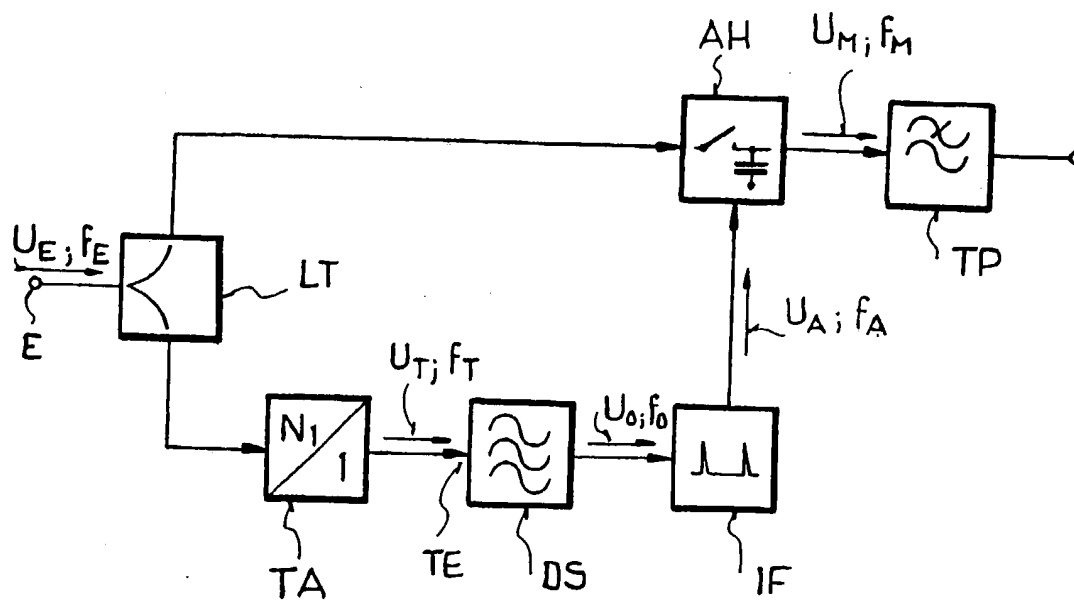 AH
U_M; f_M
U_E; f_E
LT
TP
E
U_A; f_A
U_T; f_T
U_0; f_0
N_1
1
TA
TE
DS
IF